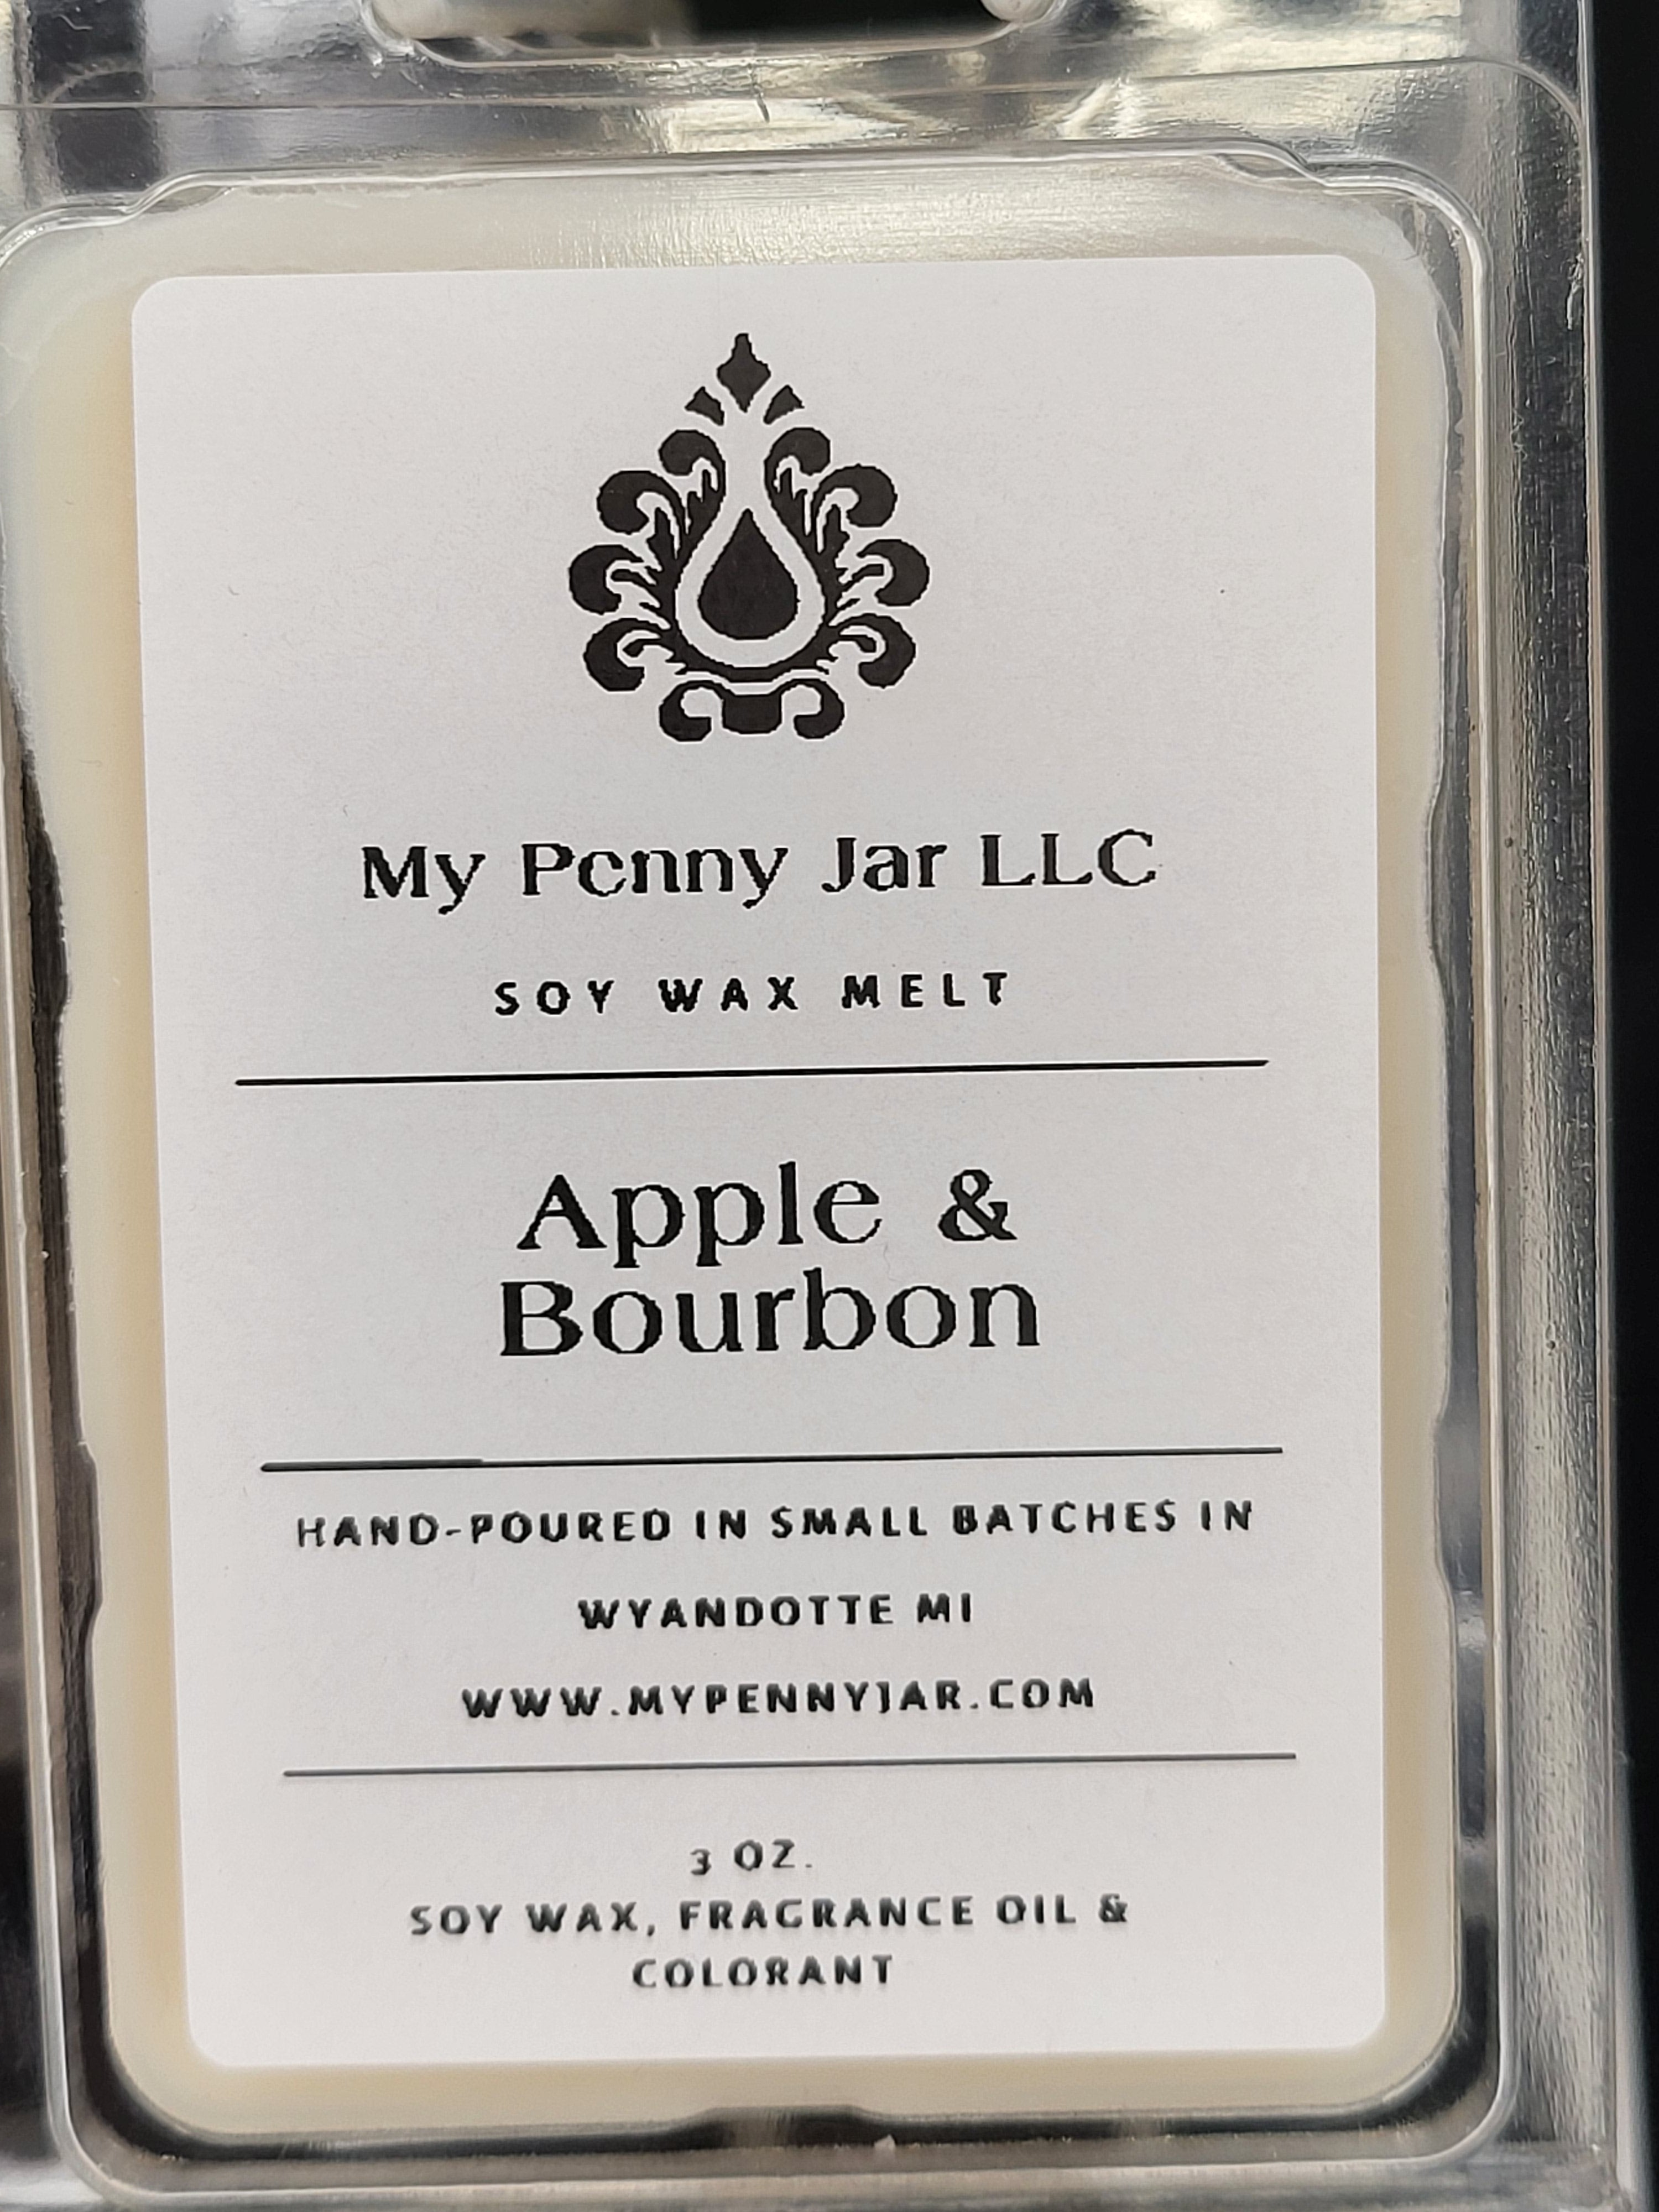 My Penny Jar LLC
SOY WAX MELT
Apple &
Bourbon
HAND-POURED IN SMALL BATCHES IN
WYANDOTTE MI
WWW.MYPENNYJAR.COM
3 OZ.
SOY WAX, FRAGRANCE OIL &
COLORANT